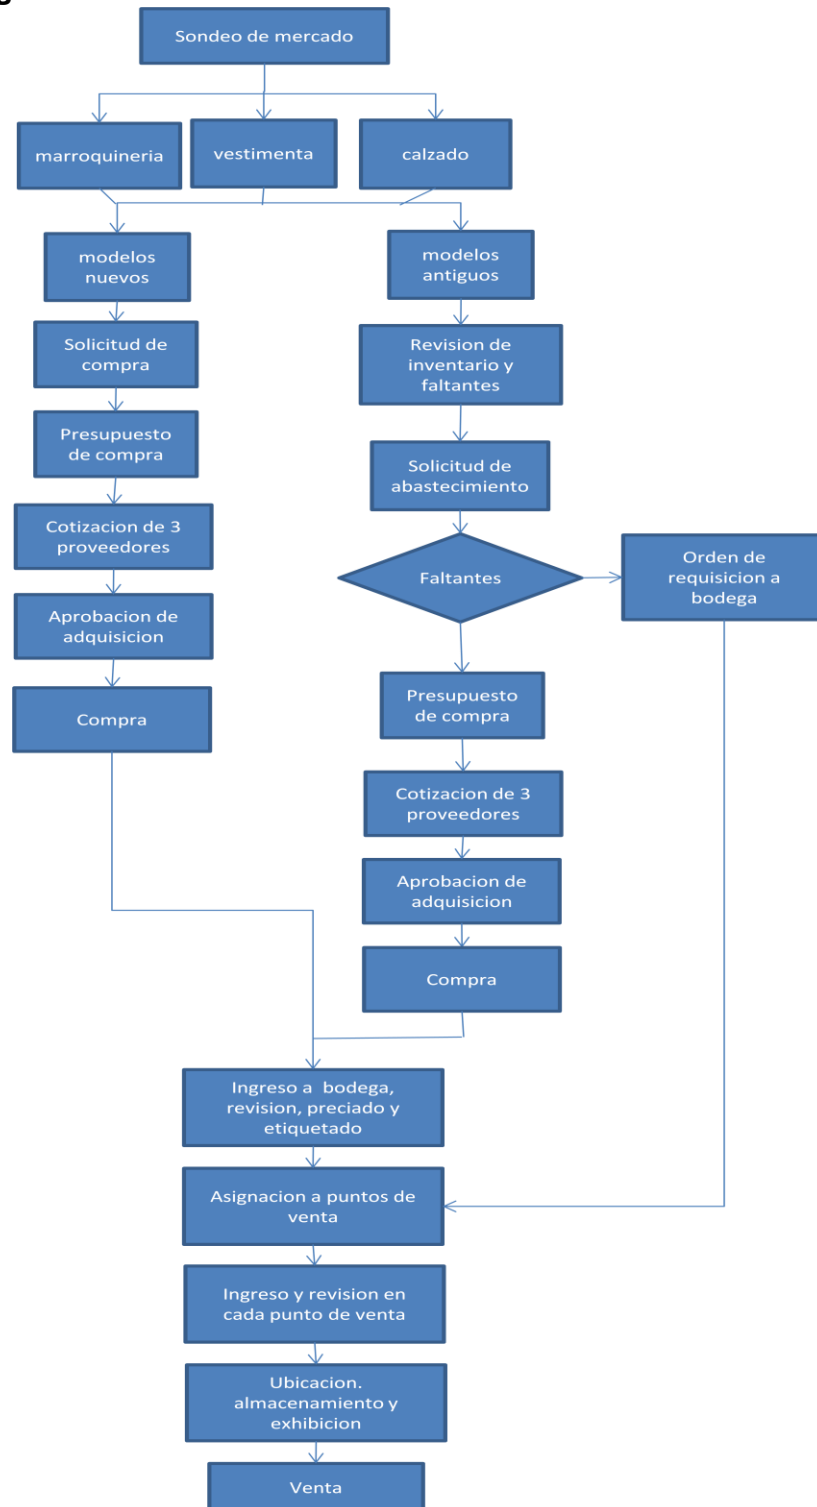 Sondeo de mercado
marroquineria
vestimenta
calzado
modelos
nuevos
modelos
antiguos
Solicitud de
compra
Revision de
inventario y
faltantes
Presupuesto
de compra
Solicitud de
abastecimiento
Cotizacion de 3
proveedores
Faltantes
Orden de
requisicion a
bodega
Aprobacion de
adquisicion
Compra
Presupuesto
de compra
Cotizacion de 3
proveedores
Aprobacion de
adquisicion
Compra
Ingreso a bodega,
revision, preciado y
etiquetado
Asignacion a puntos de
venta
Ingreso y revision en
cada punto de venta
Ubicacion.
almacenamiento y
exhibicion
Venta